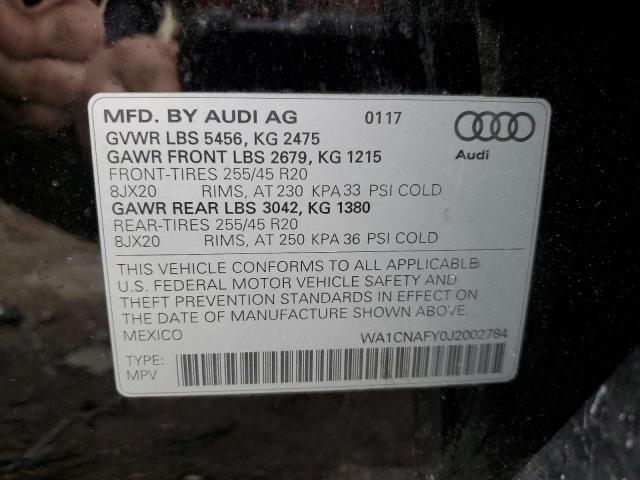 MFD. BY AUDI AG 0117
GVWR LBS 5456, KG 2475
GAWR FRONT LBS 2679, KG 1215
Audi
FRONT-TIRES 255/45 R20
8JX20 RIMS, AT 230 KPA 33 PSI COLD
GAWR REAR LBS 3042, KG 1380
REAR-TIRES 255/45 R20
8JX20 RIMS, AT 250 KPA 36 PSI COLD
THIS VEHICLE CONFORMS TO ALL APPLICABLE
U.S. FEDERAL MOTOR VEHICLE SAFETY AND
THEFT PREVENTION STANDARDS IN EFFECT ON
THE DATE OF MANUFACTURE SHOWN ABOVE.
MEXICO WA1CNAFY0J2002784
TYPE:
MPV